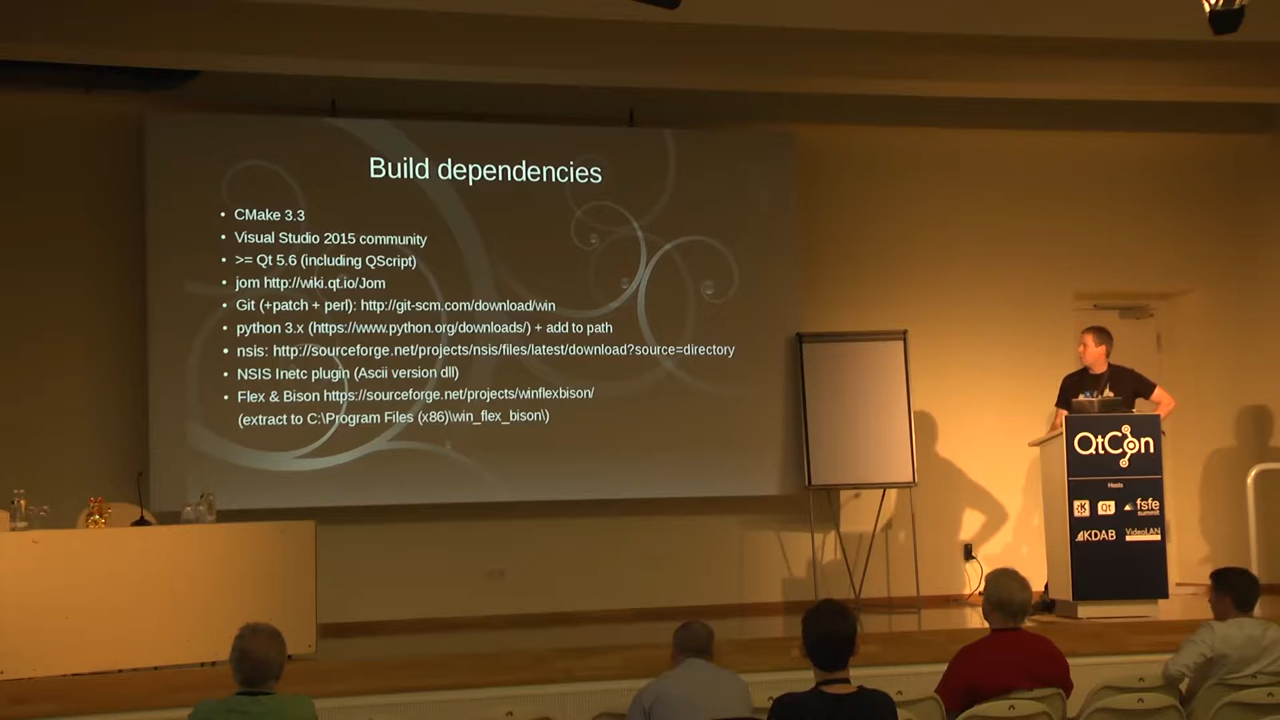 Build dependencies
• CMake 3.3
• Visual Studio 2015 community
• >= Qt 5.6 (including QScript)
• jom http://wiki.qt.io/Jom
• Git (+patch + perl): http://git-scm.com/download/win
• python 3.x (https://www.python.org/downloads/) + add to path
• nsis: http://sourceforge.net/projects/nsis/files/latest/download?source=directory
• NSIS Inetc plugin (Ascii version dll)
• Flex & Bison https://sourceforge.net/projects/winflexbison/
(extract to C:\Program Files (x86)\win_flex_bison\)
QtCon
Hosts
K Qt fsfe
summit
KDAB VideoLAN